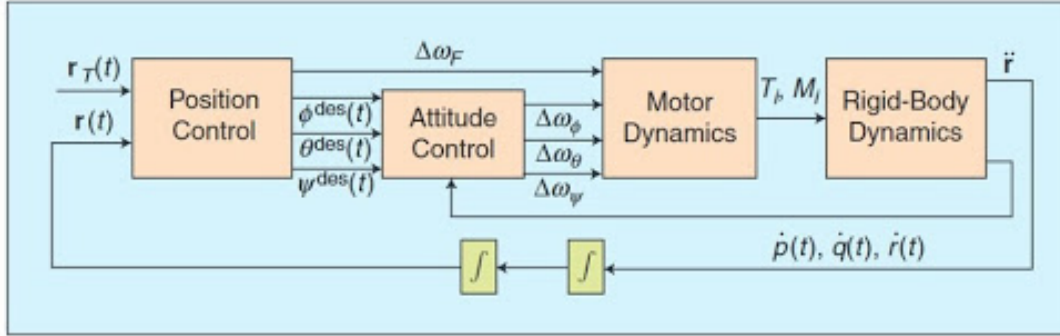 𝐫_T(t)
𝐫(t)
Position
Control
Δω_F
ϕ^des(t)
θ^des(t)
ψ^des(t)
Attitude
Control
Δω_ϕ
Δω_θ
Δω_ψ
Motor
Dynamics
T_i, M_i
Rigid-Body
Dynamics
r̈
ṗ(t), q̇(t), ṙ(t)
∫
∫